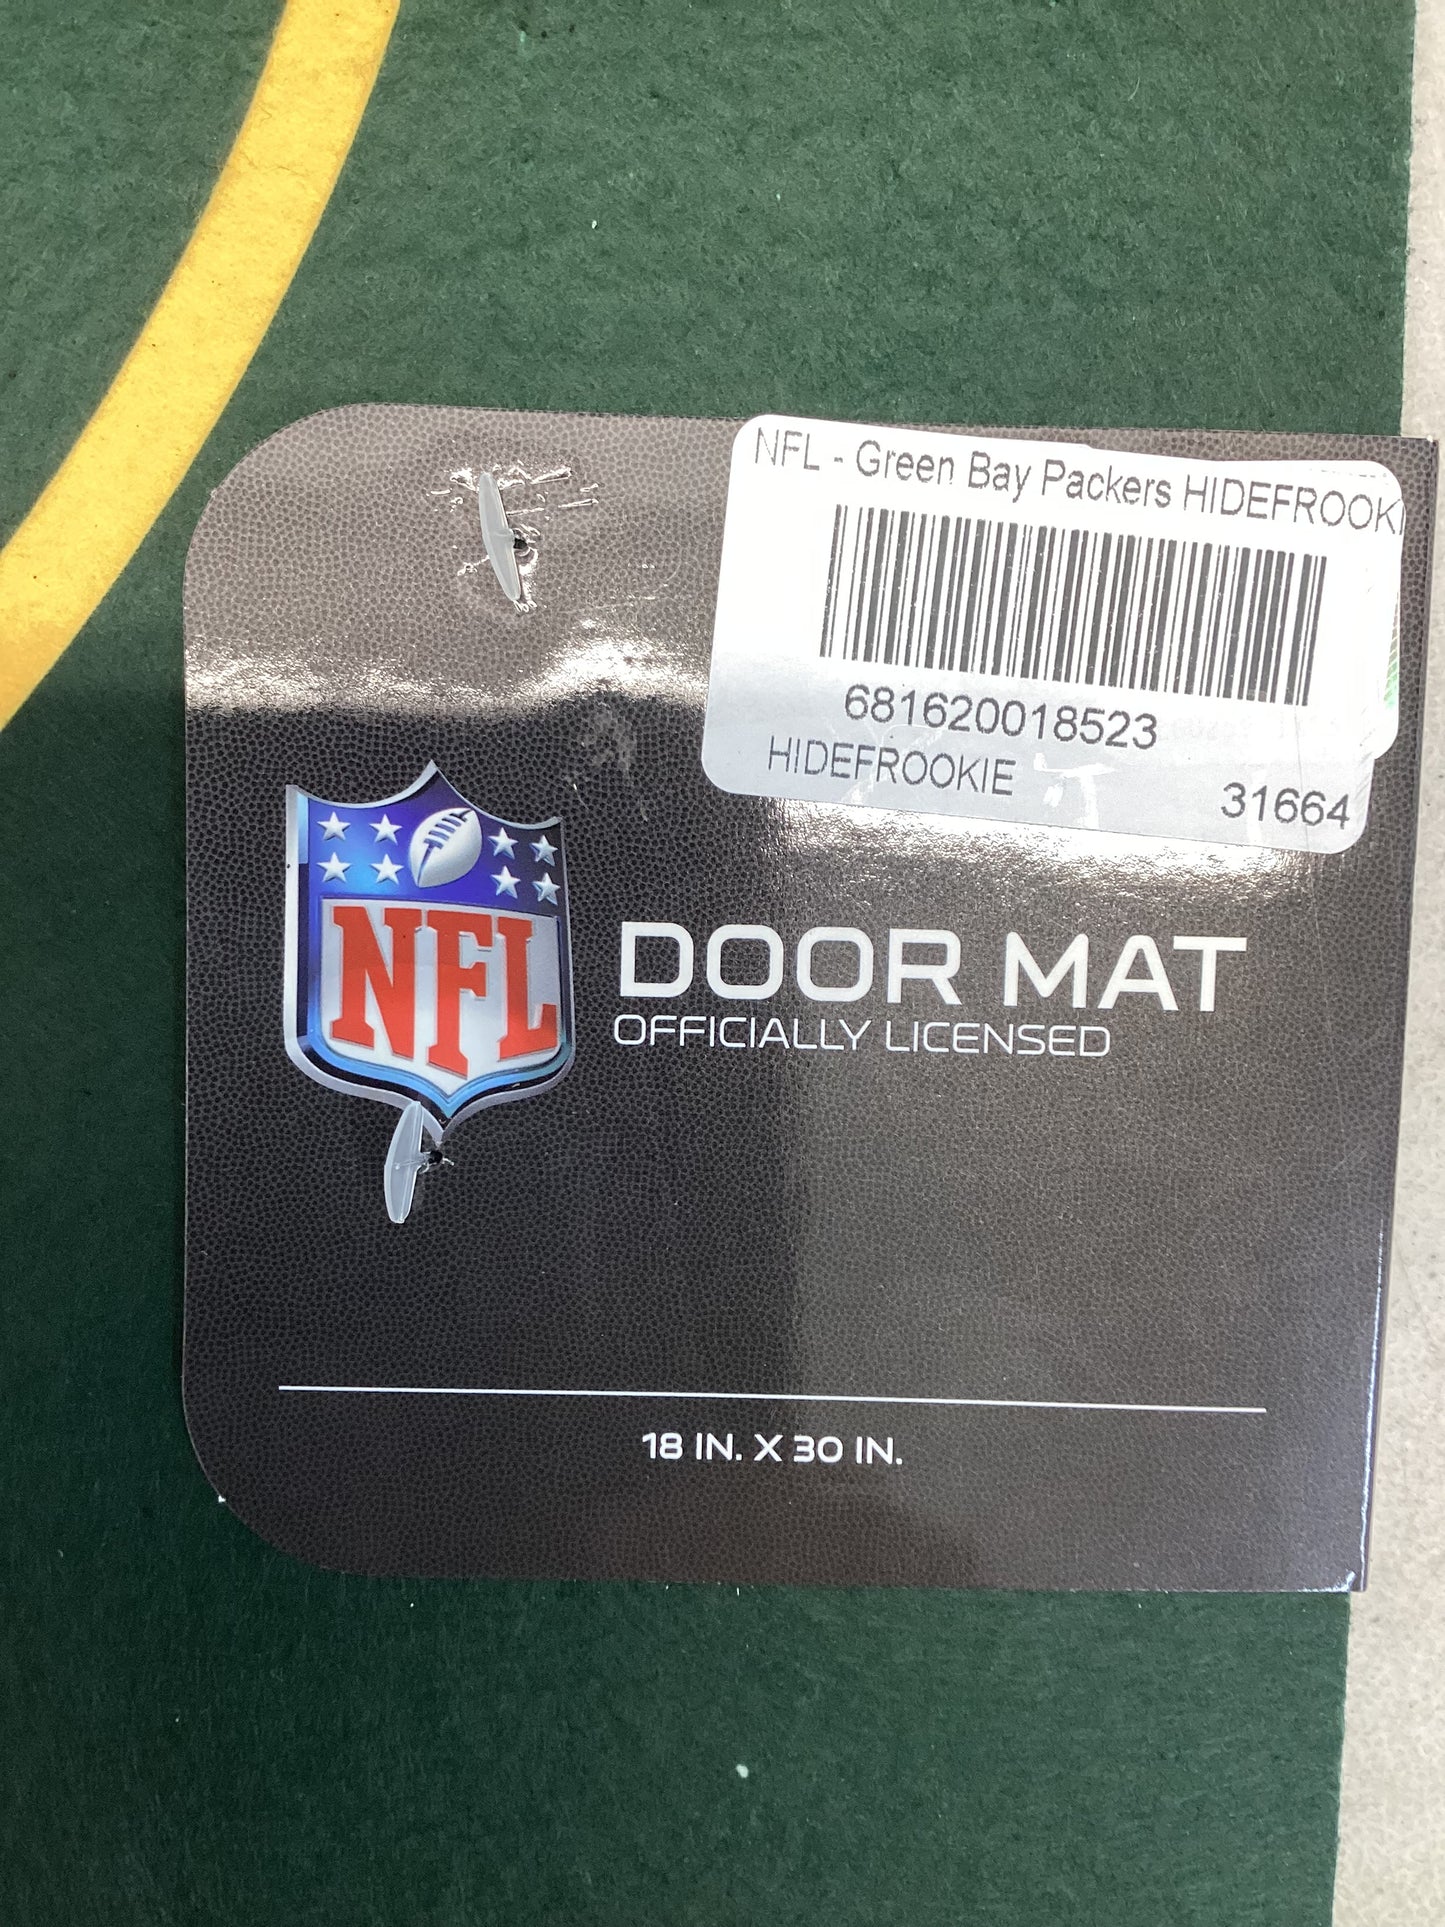 NFL - Green Bay Packers HIDEFROOKI
681620018523
HIDEFROOKIE
31664
NFL
DOOR MAT
OFFICIALLY LICENSED
18 IN. X 30 IN.